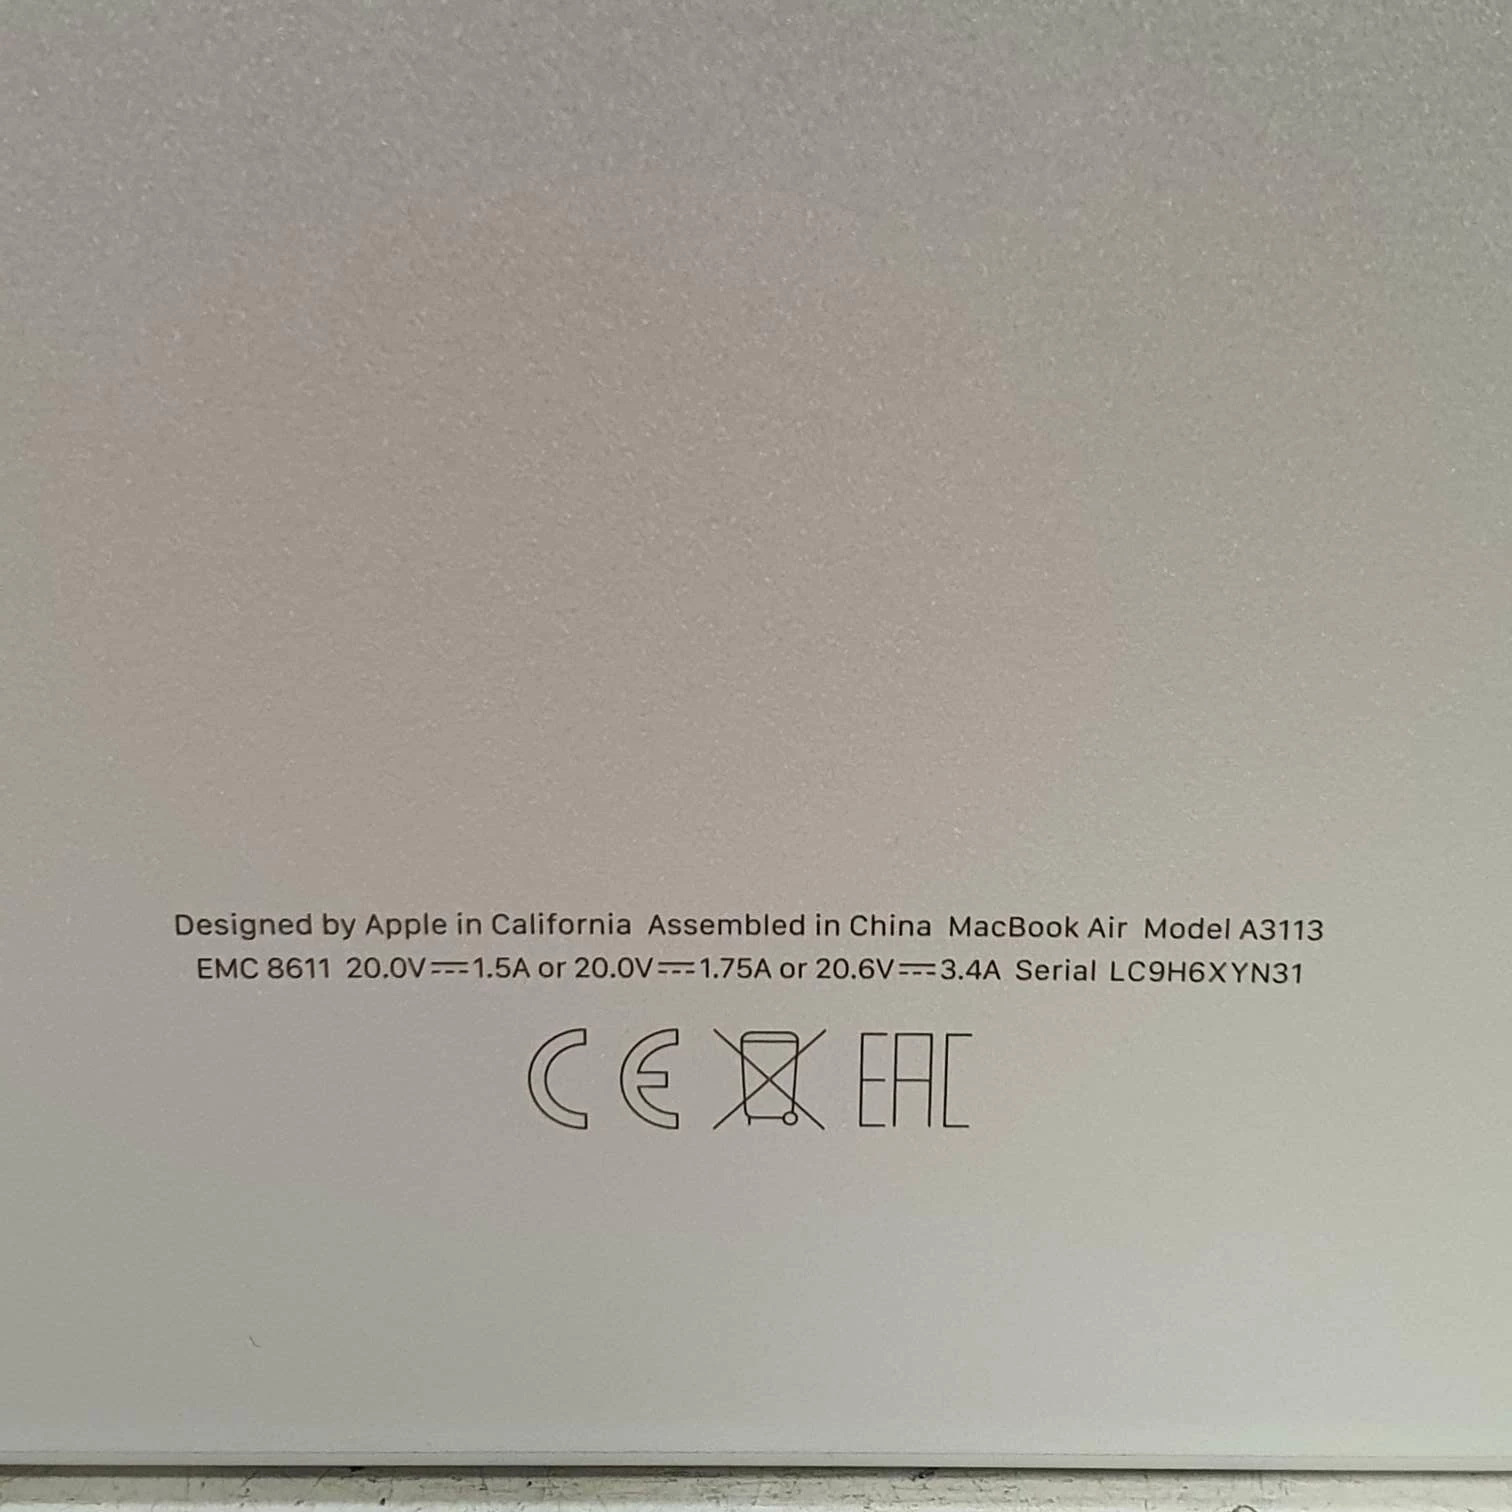 Designed by Apple in California Assembled in China MacBook Air Model A3113
EMC 8611 20.0V⎓1.5A or 20.0V⎓1.75A or 20.6V⎓3.4A Serial LC9H6XYN31
CE EAC